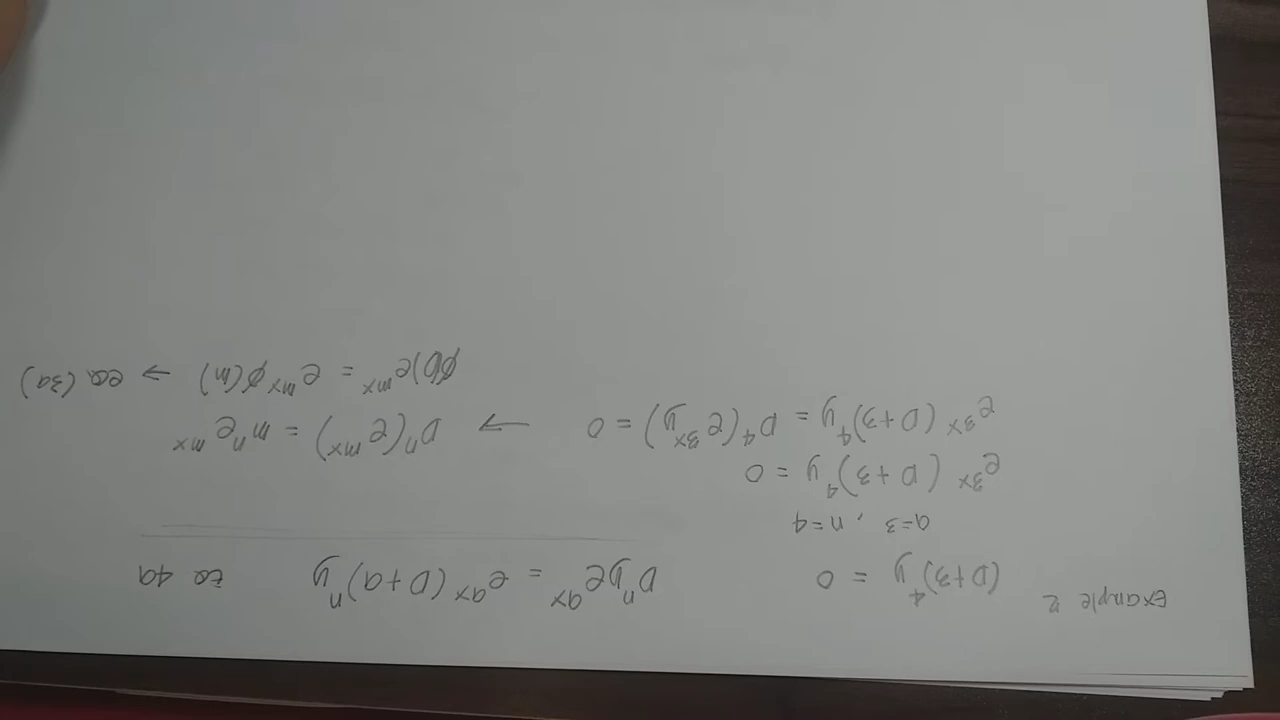 Example 2 (D+3)⁴y = 0 Dⁿye^ax = e^ax (D+a)ⁿy Eq 4a
a=3 , n=4
e^3x (D+3)⁴y = 0
e^3x (D+3)⁴y = D⁴(e^3x y) = 0 → Dⁿ(e^mx) = mⁿe^mx
ϕ(D)e^mx = e^mx ϕ(m) → eq (3a)